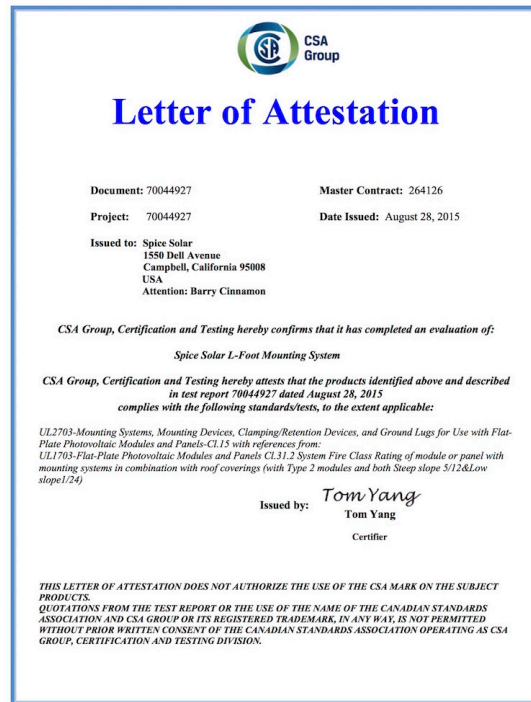 CSA
Group
Letter of Attestation
Document: 70044927
Master Contract: 264126
Project: 70044927
Date Issued: August 28, 2015
Issued to: Spice Solar
1550 Dell Avenue
Campbell, California 95008
USA
Attention: Barry Cinnamon
CSA Group, Certification and Testing hereby confirms that it has completed an evaluation of:
Spice Solar L-Foot Mounting System
CSA Group, Certification and Testing hereby attests that the products identified above and described
in test report 70044927 dated August 28, 2015
complies with the following standards/tests, to the extent applicable:
UL2703-Mounting Systems, Mounting Devices, Clamping/Retention Devices, and Ground Lugs for Use with Flat-
Plate Photovoltaic Modules and Panels-Cl.15 with references from:
UL1703-Flat-Plate Photovoltaic Modules and Panels Cl.31.2 System Fire Class Rating of module or panel with
mounting systems in combination with roof coverings (with Type 2 modules and both Steep slope 5/12&Low
slope1/24)
Issued by:
Tom Yang
Tom Yang
Certifier
THIS LETTER OF ATTESTATION DOES NOT AUTHORIZE THE USE OF THE CSA MARK ON THE SUBJECT
PRODUCTS.
QUOTATIONS FROM THE TEST REPORT OR THE USE OF THE NAME OF THE CANADIAN STANDARDS
ASSOCIATION AND CSA GROUP OR ITS REGISTERED TRADEMARK, IN ANY WAY, IS NOT PERMITTED
WITHOUT PRIOR WRITTEN CONSENT OF THE CANADIAN STANDARDS ASSOCIATION OPERATING AS CSA
GROUP, CERTIFICATION AND TESTING DIVISION.